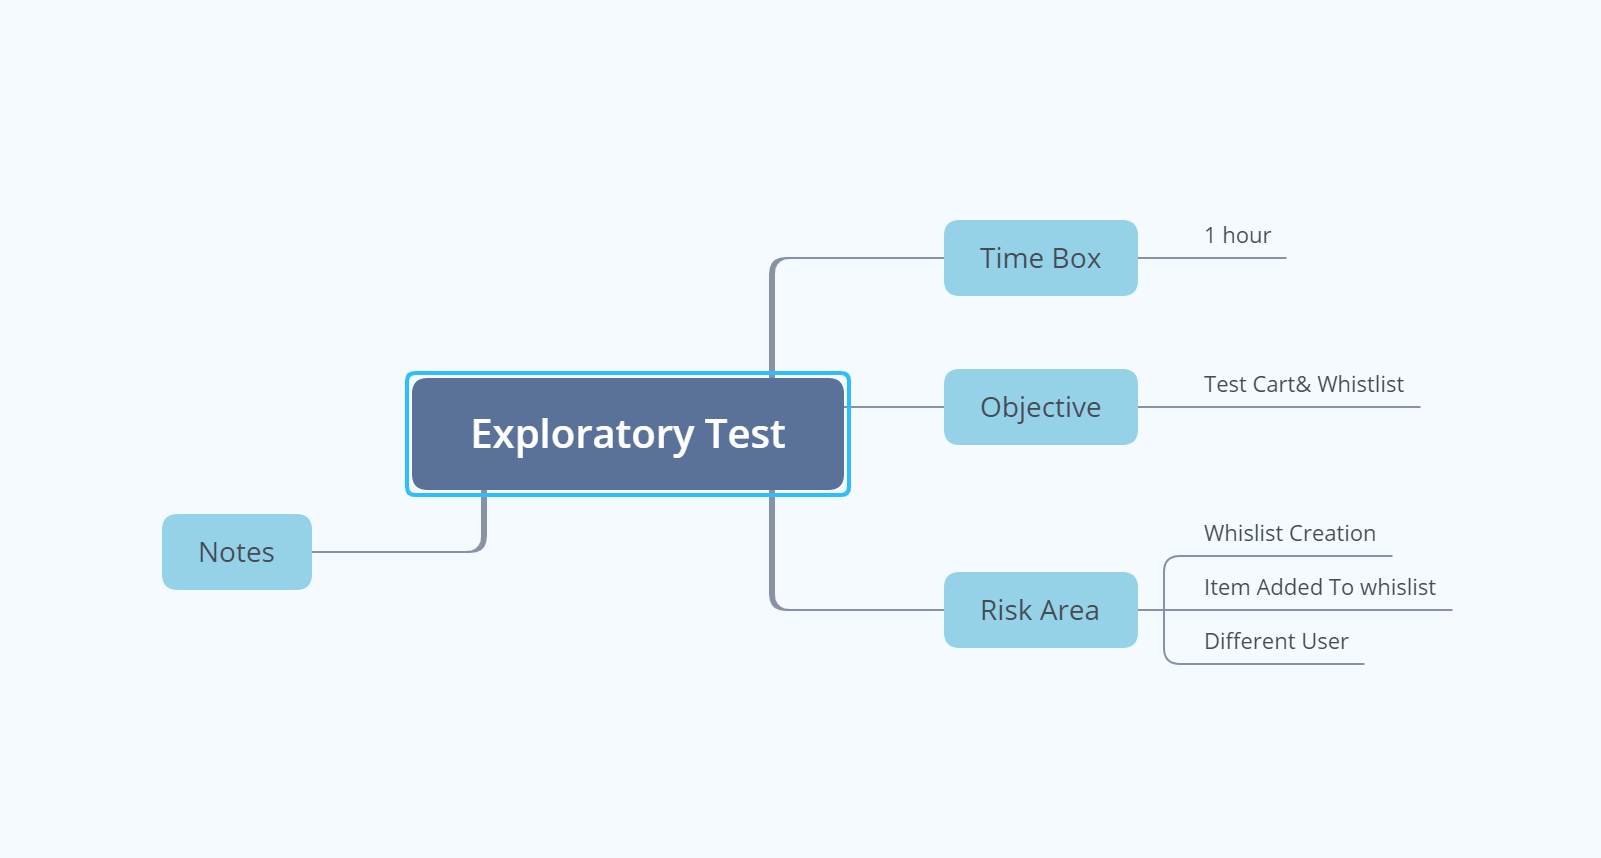 Time Box
1 hour
Exploratory Test
Objective
Test Cart& Whistlist
Notes
Risk Area
Whislist Creation
Item Added To whislist
Different User